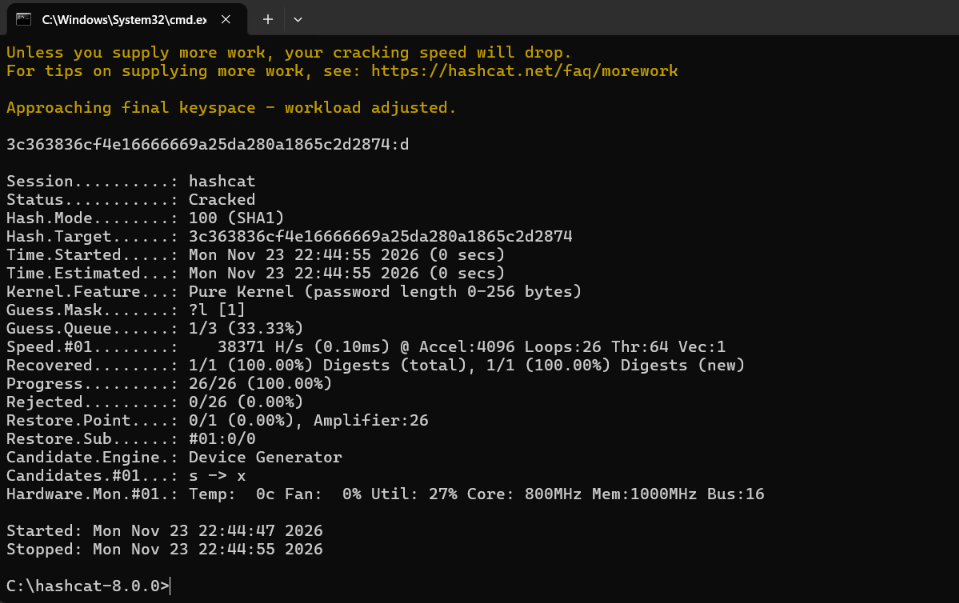 C:\Windows\System32\cmd.ex
Unless you supply more work, your cracking speed will drop.
For tips on supplying more work, see: https://hashcat.net/faq/morework
Approaching final keyspace - workload adjusted.
3c363836cf4e16666669a25da280a1865c2d2874:d
Session..........: hashcat
Status...........: Cracked
Hash.Mode........: 100 (SHA1)
Hash.Target......: 3c363836cf4e16666669a25da280a1865c2d2874
Time.Started.....: Mon Nov 23 22:44:55 2026 (0 secs)
Time.Estimated...: Mon Nov 23 22:44:55 2026 (0 secs)
Kernel.Feature...: Pure Kernel (password length 0-256 bytes)
Guess.Mask.......: ?l [1]
Guess.Queue......: 1/3 (33.33%)
Speed.#01........:    38371 H/s (0.10ms) @ Accel:4096 Loops:26 Thr:64 Vec:1
Recovered........: 1/1 (100.00%) Digests (total), 1/1 (100.00%) Digests (new)
Progress.........: 26/26 (100.00%)
Rejected.........: 0/26 (0.00%)
Restore.Point....: 0/1 (0.00%), Amplifier:26
Restore.Sub......: #01:0/0
Candidate.Engine.: Device Generator
Candidates.#01...: s -> x
Hardware.Mon.#01.: Temp:  0c Fan:  0% Util: 27% Core: 800MHz Mem:1000MHz Bus:16
Started: Mon Nov 23 22:44:47 2026
Stopped: Mon Nov 23 22:44:55 2026
C:\hashcat-8.0.0>